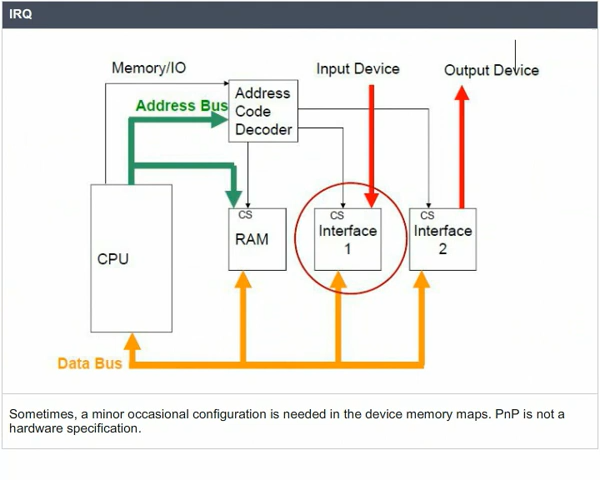 IRQ
Memory/IO
Input Device
Output Device
Address Bus
Address
Code
Decoder
CS
RAM
CS
Interface
1
CS
Interface
2
CPU
Data Bus
Sometimes, a minor occasional configuration is needed in the device memory maps. PnP is not a
hardware specification.